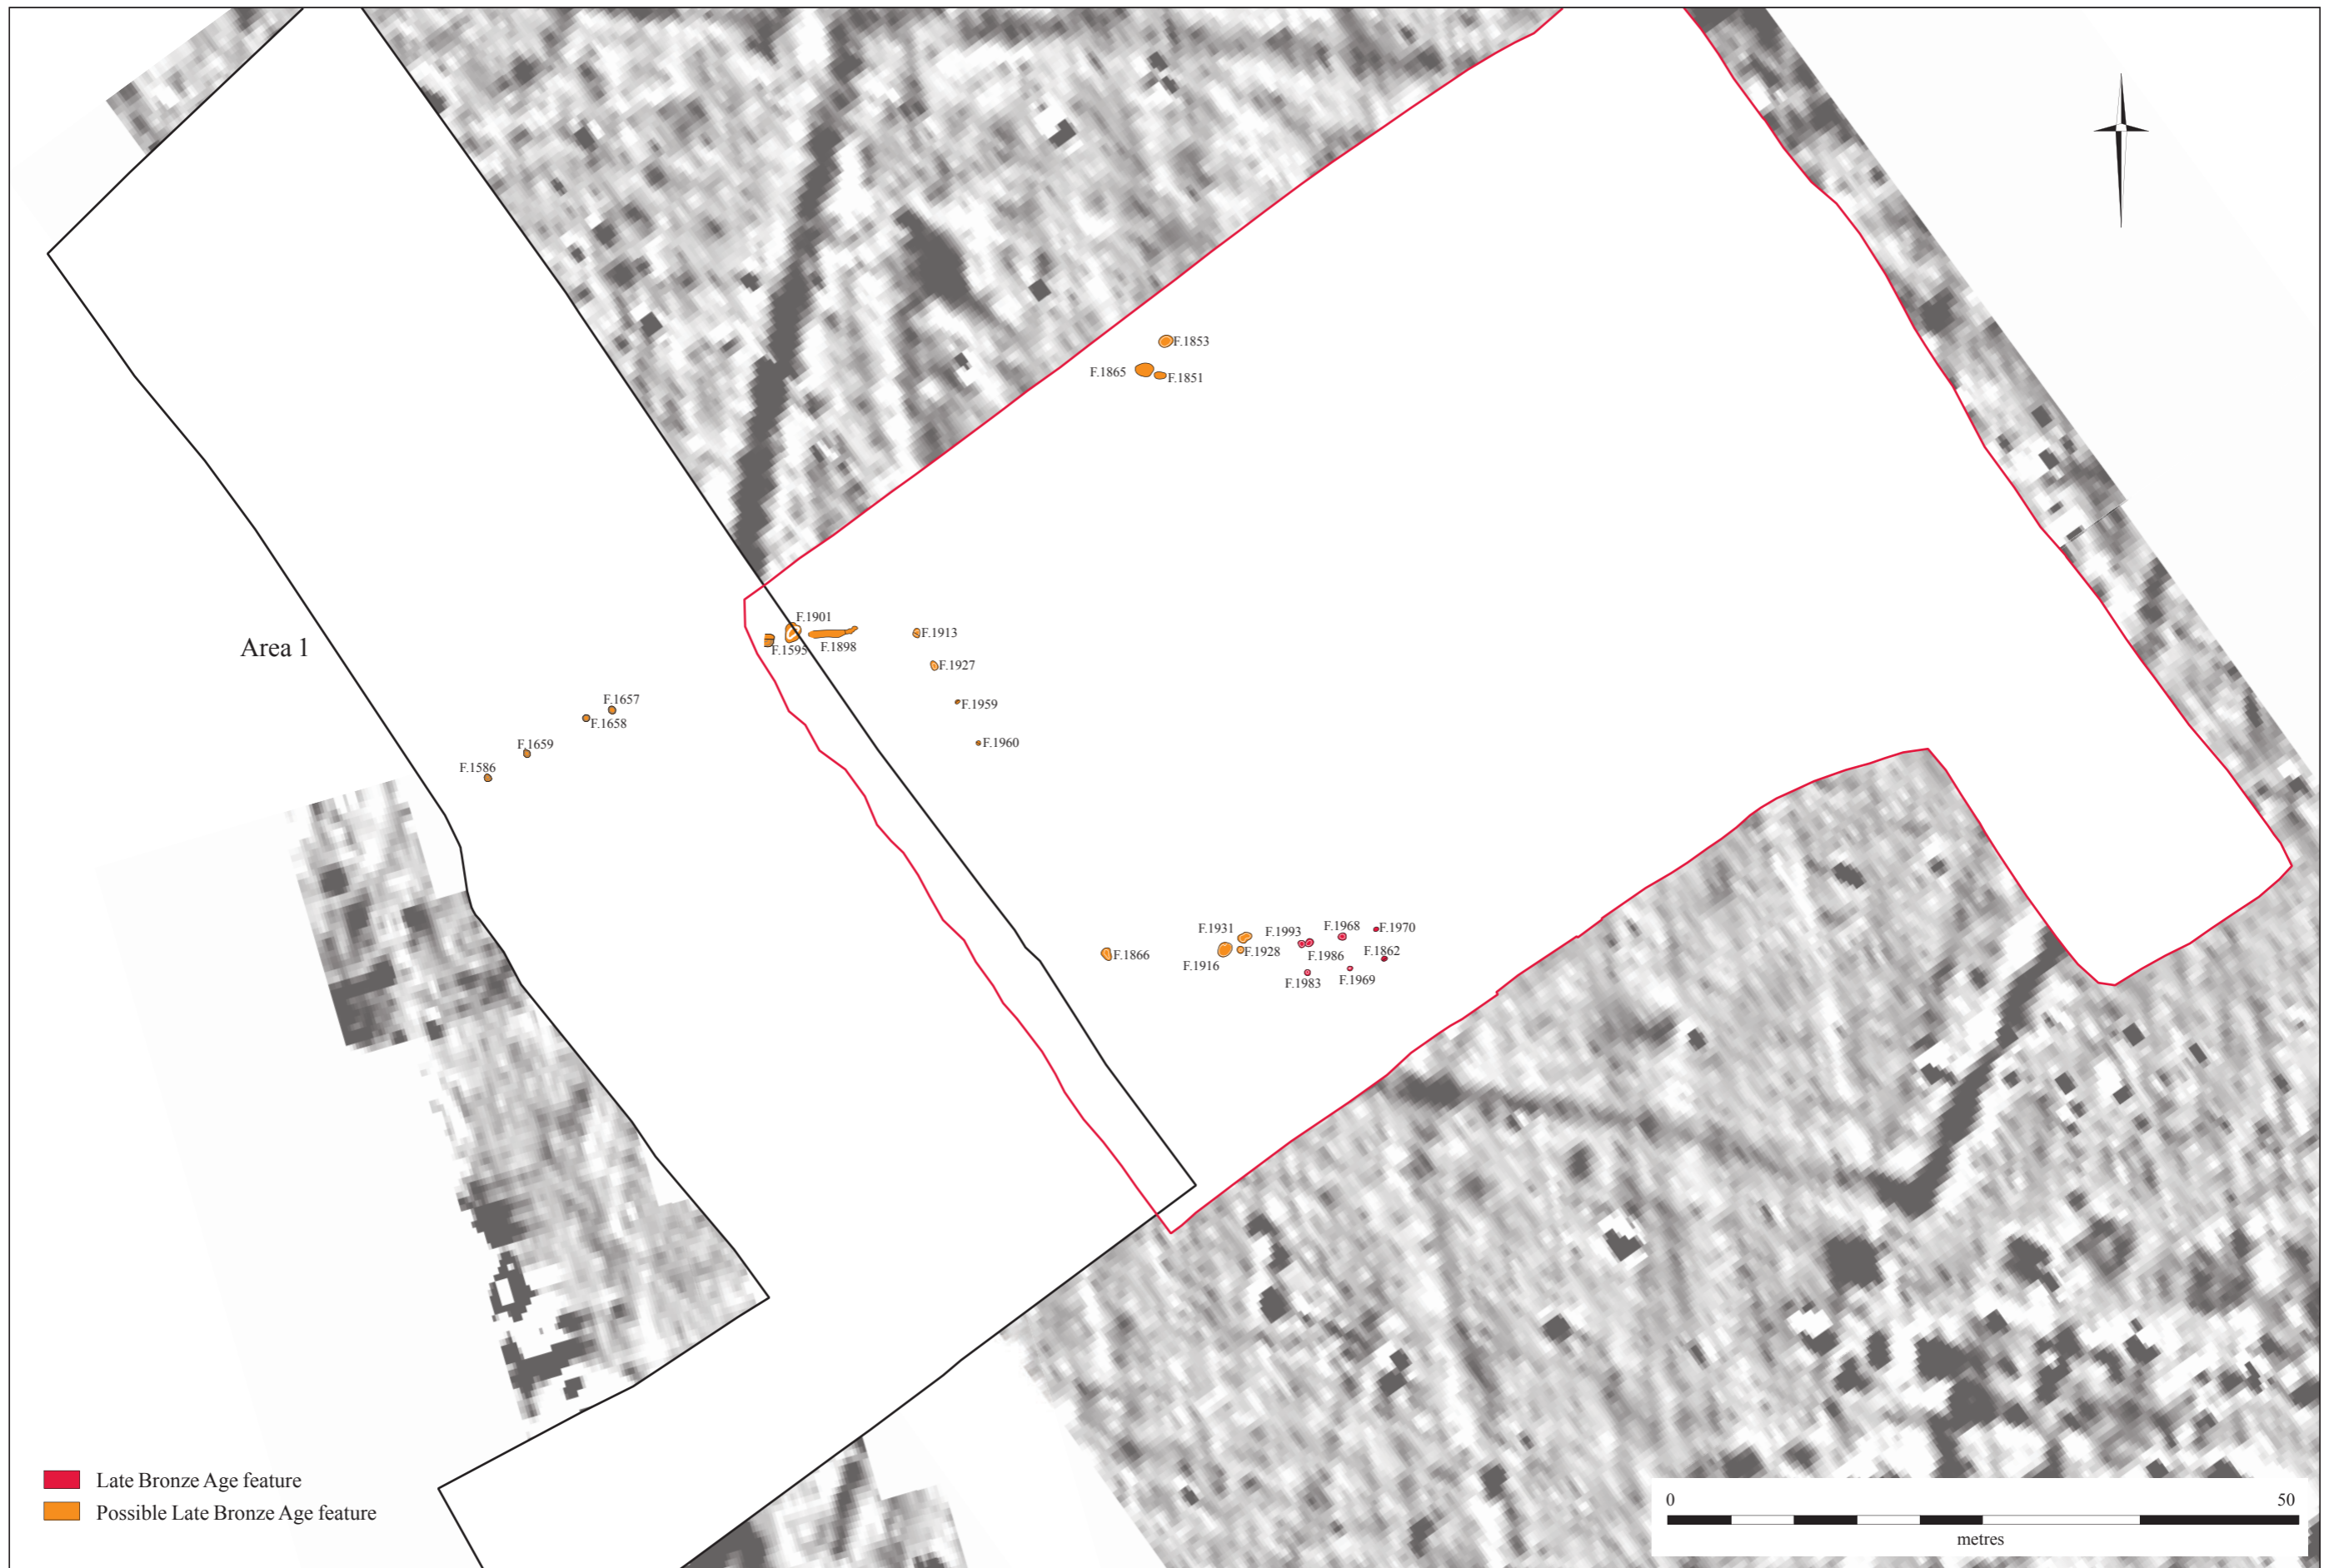 F.1853
F.1865
F.1851
F.1901
F.1913
Area 1
F.1595
F.1898
F.1927
F.1657
F.1959
F.1658
F.1659
F.1960
F.1586
F.1931
F.1993
F.1968
F.1970
F.1866
F.1928
F.1986
F.1862
F.1916
F.1983
F.1969
Late Bronze Age feature
Possible Late Bronze Age feature
0 50
metres